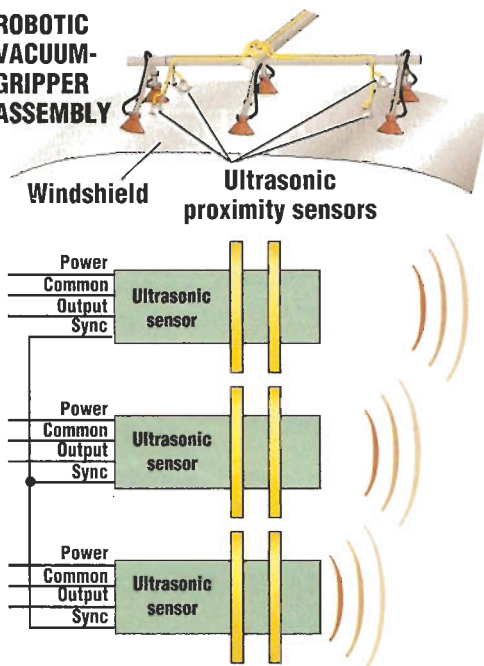 ROBOTIC
VACUUM-
GRIPPER
ASSEMBLY
Windshield
Ultrasonic
proximity sensors
Power
Common
Output
Sync
Ultrasonic
sensor
Power
Common
Output
Sync
Ultrasonic
sensor
Power
Common
Output
Sync
Ultrasonic
sensor